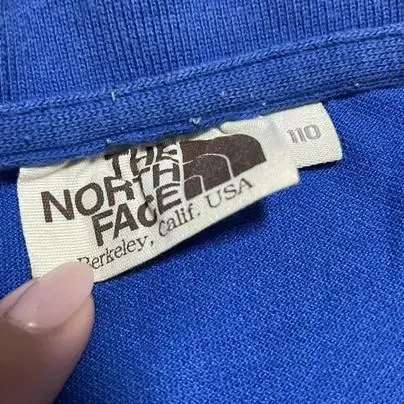 THE
NORTH
FACE
Berkeley, Calif. USA
110